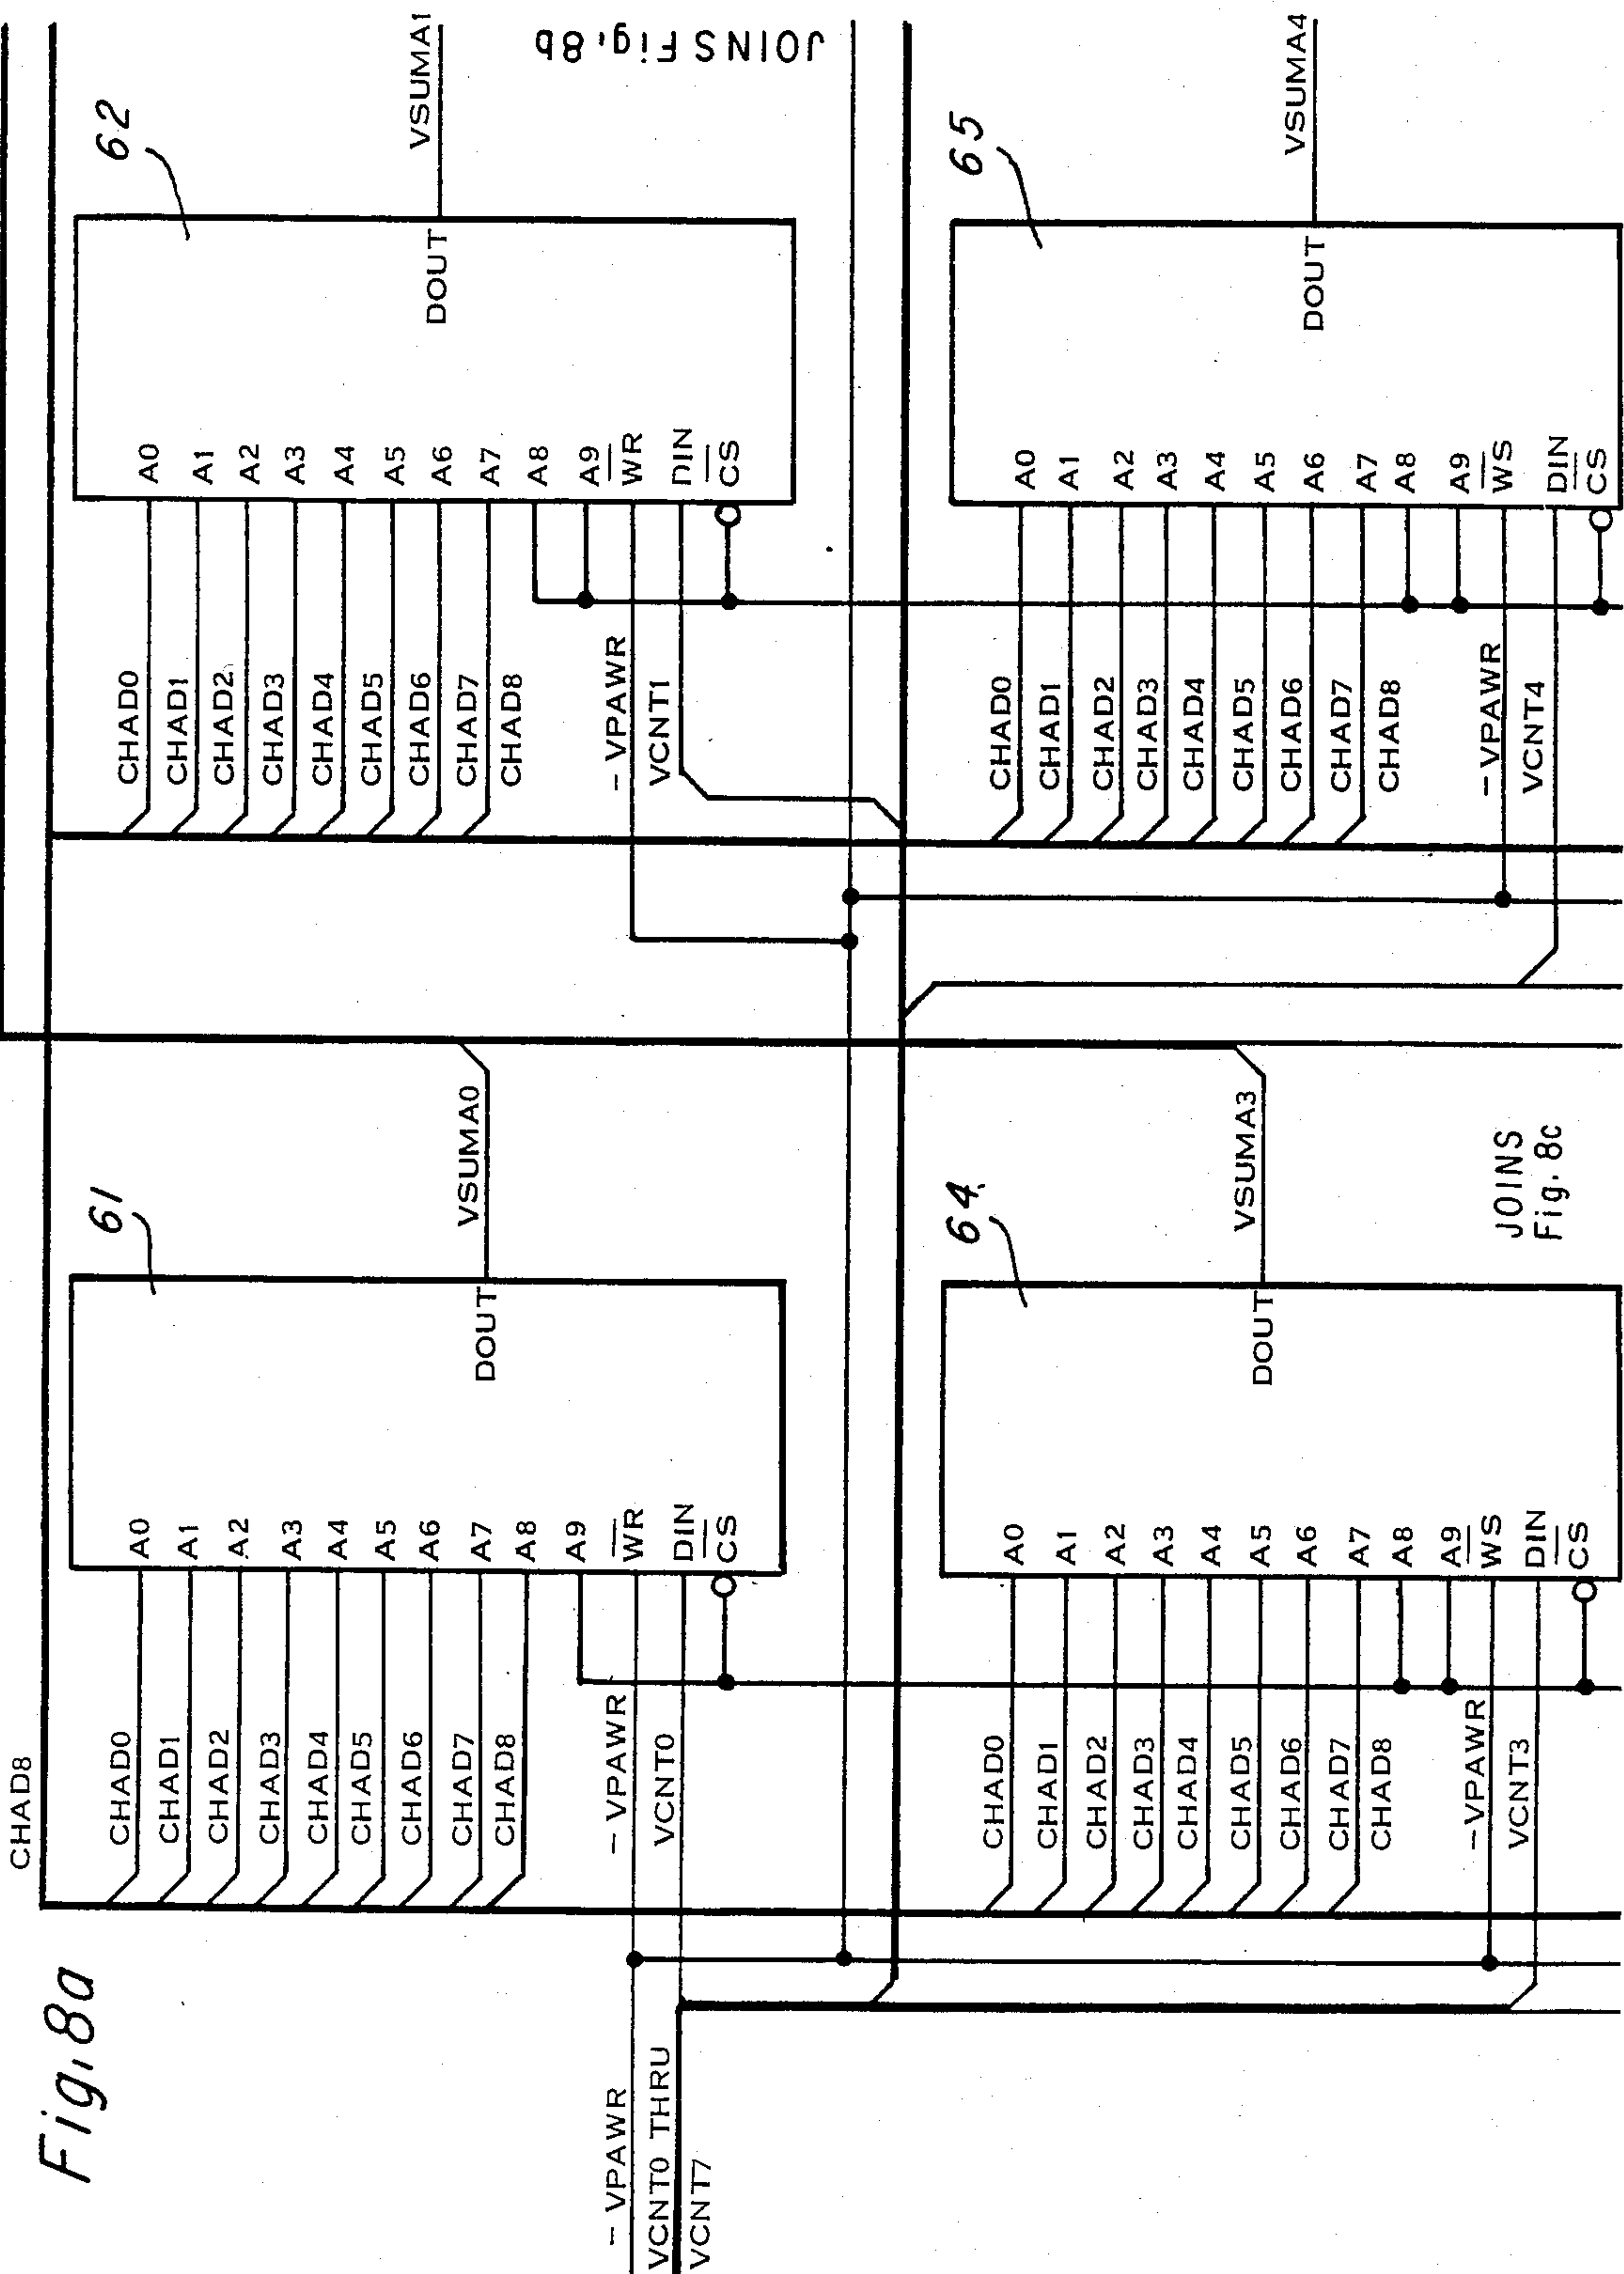 Fig. 8a
CHAD8
61
CHAD0 A0
CHAD1 A1
CHAD2 A2
CHAD3 A3
CHAD4 A4
CHAD5 A5
CHAD6 A6
CHAD7 A7
CHAD8 A8
A9
– VPAWR WR
VCNT0 DIN
CS
DOUT
VSUMA0
– VPAWR
VCNT0 THRU
VCNT7
62
CHAD0 A0
CHAD1 A1
CHAD2 A2
CHAD3 A3
CHAD4 A4
CHAD5 A5
CHAD6 A6
CHAD7 A7
CHAD8 A8
A9
– VPAWR WR
VCNT1 DIN
CS
DOUT
VSUMA1
JOINS Fig. 8b
64
CHAD0 A0
CHAD1 A1
CHAD2 A2
CHAD3 A3
CHAD4 A4
CHAD5 A5
CHAD6 A6
CHAD7 A7
CHAD8 A8
A9
–VPAWR WS
VCNT3 DIN
CS
DOUT
VSUMA3
JOINS
Fig. 8c
65
CHAD0 A0
CHAD1 A1
CHAD2 A2
CHAD3 A3
CHAD4 A4
CHAD5 A5
CHAD6 A6
CHAD7 A7
CHAD8 A8
A9
–VPAWR WS
VCNT4 DIN
CS
DOUT
VSUMA4